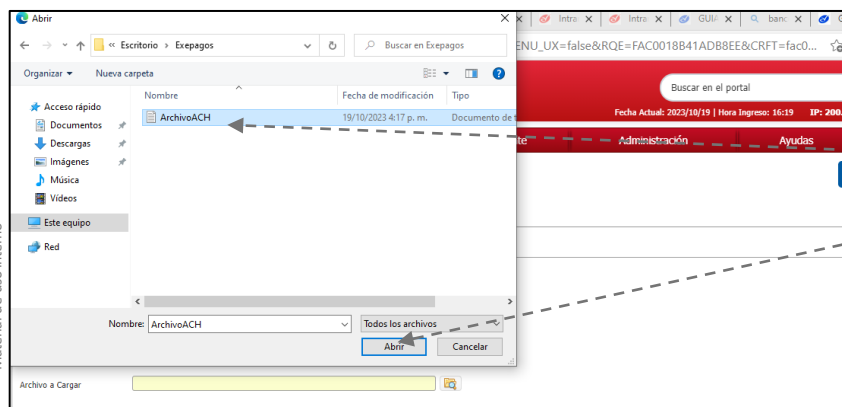 Abrir
Intra
Intra
GUIA
banc
« Escritorio › Exepagos
Buscar en Exepagos
ENU_UX=false&RQE=FAC0018B41ADB8EE&CRFT=fac0...
Organizar
Nueva carpeta
Buscar en el portal
Nombre
Fecha de modificación
Tipo
Fecha Actual: 2023/10/19 | Hora Ingreso: 16:19 IP: 200.
Acceso rápido
ArchivoACH
19/10/2023 4:17 p. m.
Documento de t
Documentos
Descargas
Imágenes
Música
Vídeos
Este equipo
Red
te
Administración
Ayudas
Nombre: ArchivoACH
Todos los archivos
Abrir
Cancelar
Archivo a Cargar